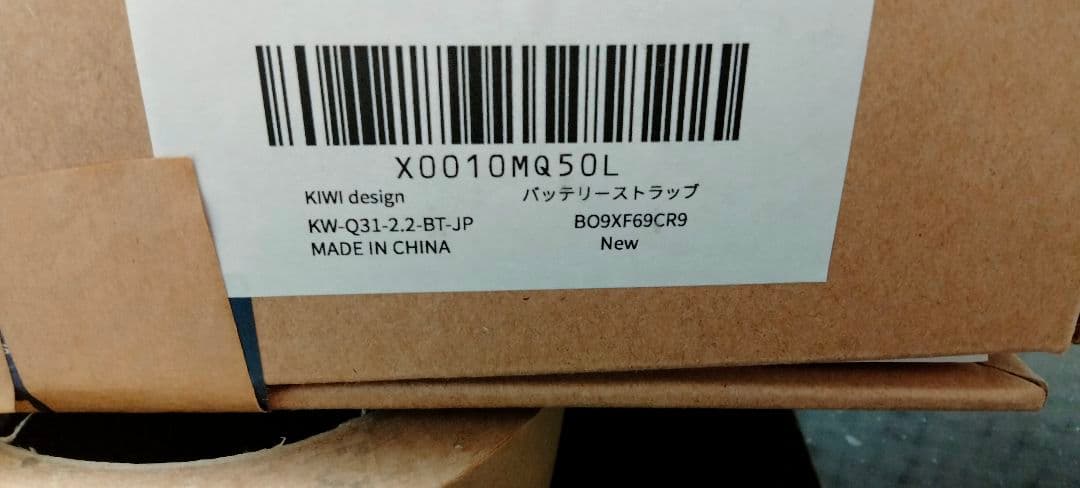 X0010MQ50L
KIWI design バッテリーストラップ
KW-Q31-2.2-BT-JP BO9XF69CR9
MADE IN CHINA New